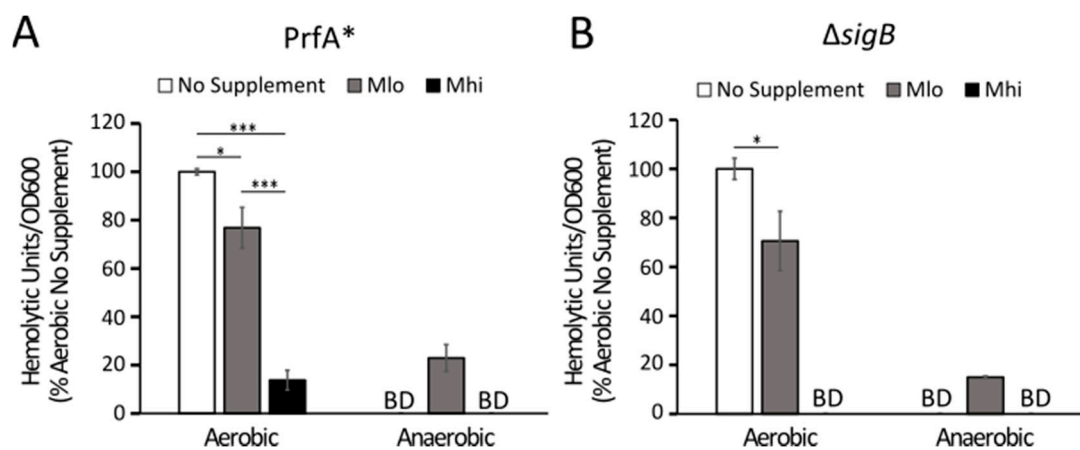 A
PrfA*
No Supplement Mlo Mhi
Hemolytic Units/OD600
(% Aerobic No Supplement)
120
100
80
60
40
20
0
***
*
***
BD BD
Aerobic Anaerobic
B
ΔsigB
No Supplement Mlo Mhi
Hemolytic Units/OD600
(% Aerobic No Supplement)
120
100
80
60
40
20
0
*
BD BD BD
Aerobic Anaerobic